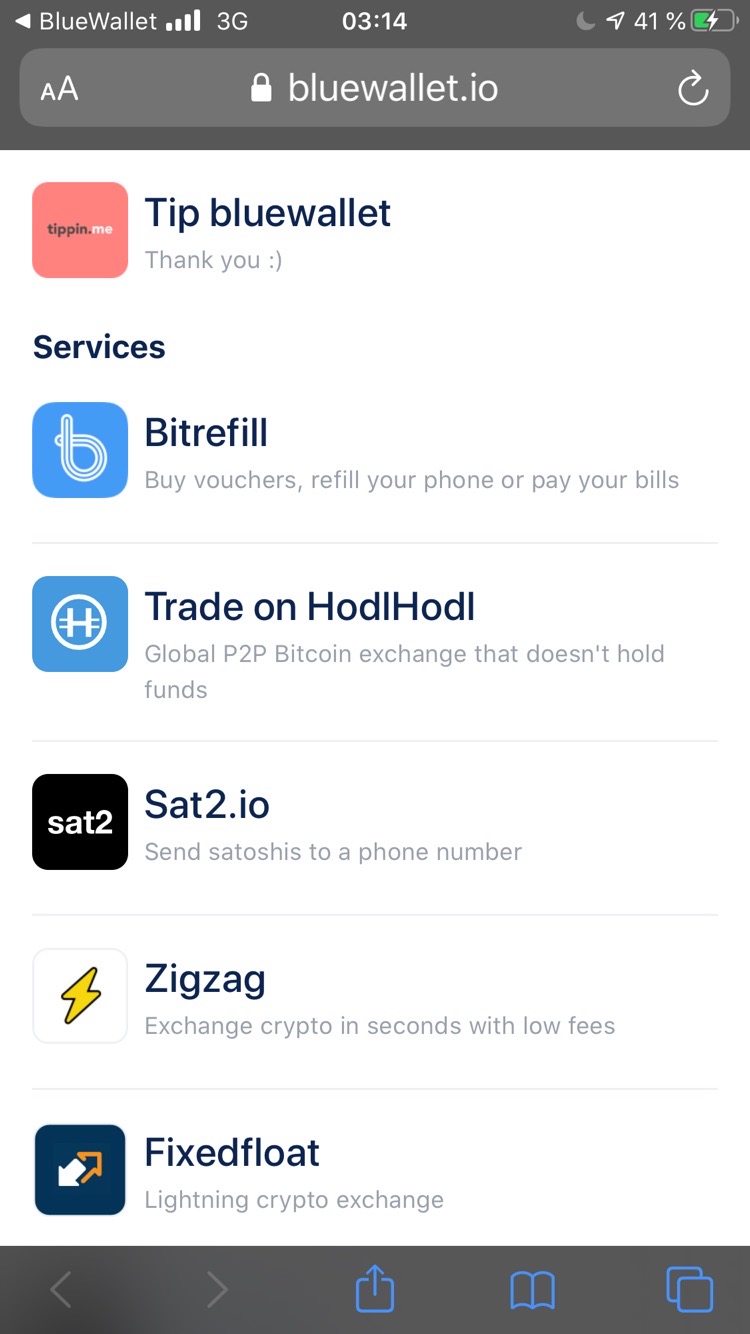 BlueWallet 3G 03:14 41 %
AA bluewallet.io
tippin.me
Tip bluewallet
Thank you :)
Services
Bitrefill
Buy vouchers, refill your phone or pay your bills
Trade on HodlHodl
Global P2P Bitcoin exchange that doesn't hold
funds
sat2
Sat2.io
Send satoshis to a phone number
Zigzag
Exchange crypto in seconds with low fees
Fixedfloat
Lightning crypto exchange